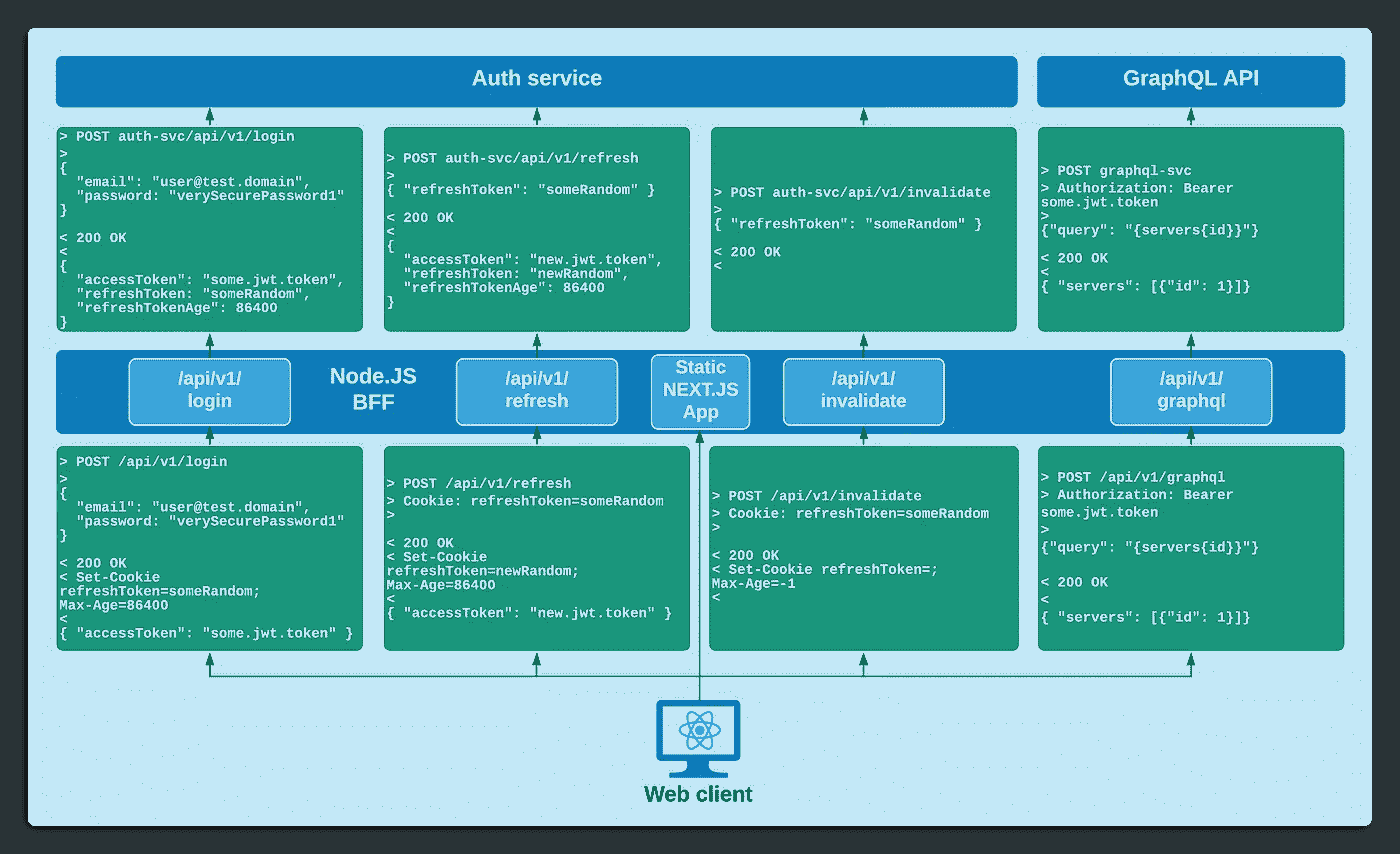 Auth service
GraphQL API
> POST auth-svc/api/v1/login
>
{
"email": "user@test.domain",
"password": "verySecurePassword1"
}
< 200 OK
<
{
"accessToken": "some.jwt.token",
"refreshToken: "someRandom",
"refreshTokenAge": 86400
}
> POST auth-svc/api/v1/refresh
>
{ "refreshToken": "someRandom" }
< 200 OK
<
{
"accessToken": "new.jwt.token",
"refreshToken: "newRandom",
"refreshTokenAge": 86400
}
> POST auth-svc/api/v1/invalidate
>
{ "refreshToken": "someRandom" }
< 200 OK
<
> POST graphql-svc
> Authorization: Bearer
some.jwt.token
>
{"query": "{servers{id}}"}
< 200 OK
<
{ "servers": [{"id": 1}]}
/api/v1/
login
Node.JS
BFF
/api/v1/
refresh
Static
NEXT.JS
App
/api/v1/
invalidate
/api/v1/
graphql
> POST /api/v1/login
>
{
"email": "user@test.domain",
"password": "verySecurePassword1"
}
< 200 OK
< Set-Cookie
refreshToken=someRandom;
Max-Age=86400
<
{ "accessToken": "some.jwt.token" }
> POST /api/v1/refresh
> Cookie: refreshToken=someRandom
>
< 200 OK
< Set-Cookie
refreshToken=newRandom;
Max-Age=86400
<
{ "accessToken": "new.jwt.token" }
> POST /api/v1/invalidate
> Cookie: refreshToken=someRandom
>
< 200 OK
< Set-Cookie refreshToken=;
Max-Age=-1
<
> POST /api/v1/graphql
> Authorization: Bearer
some.jwt.token
>
{"query": "{servers{id}}"}
< 200 OK
<
{ "servers": [{"id": 1}]}
Web client